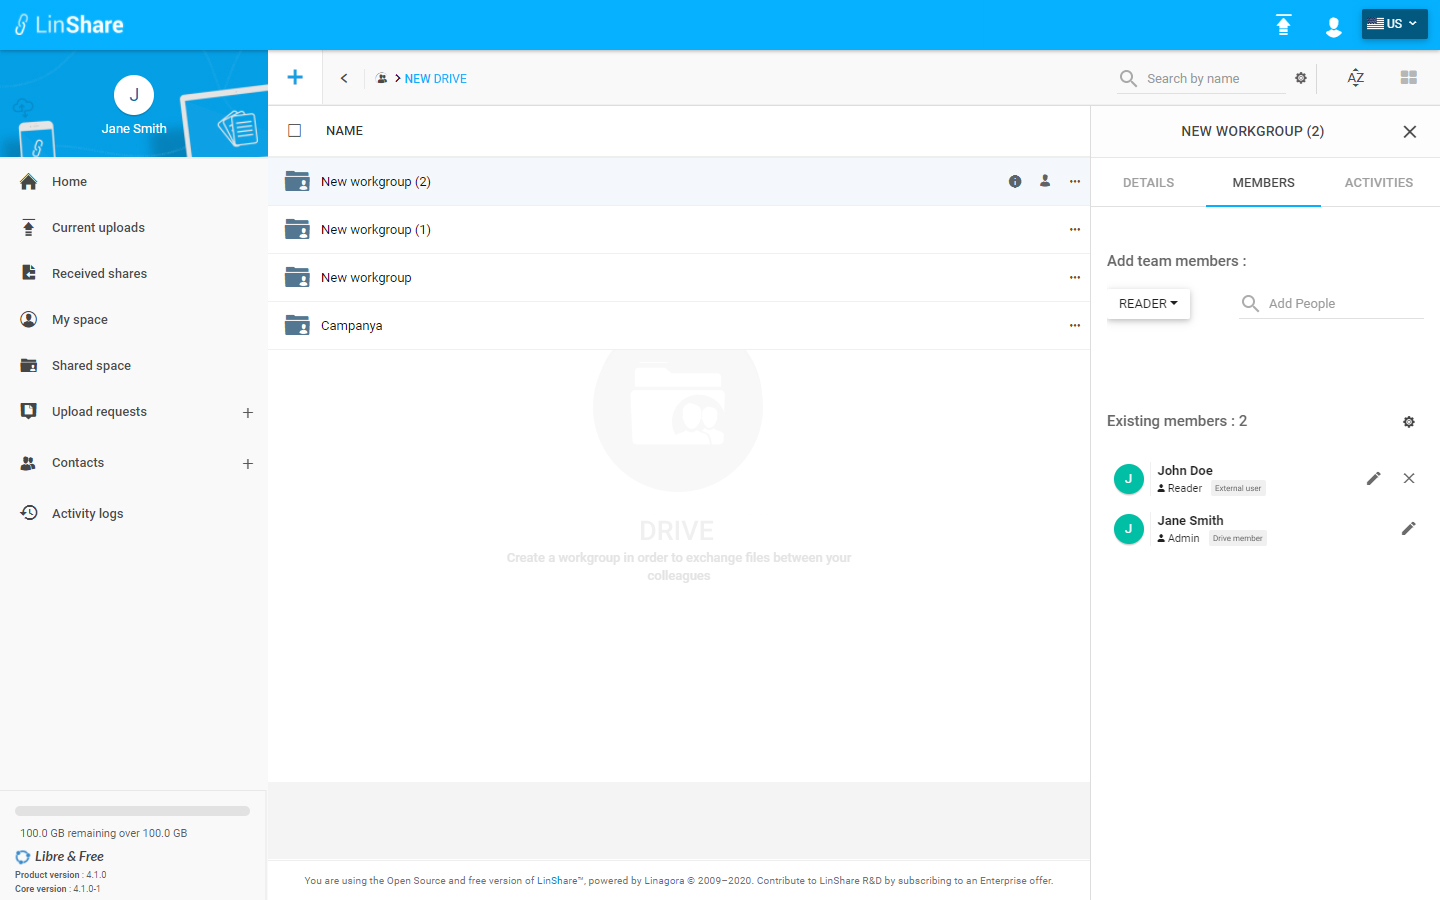 LinShare
US
J
Jane Smith
NEW DRIVE
Search by name
AZ
Home
Current uploads
Received shares
My space
Shared space
Upload requests
Contacts
Activity logs
100.0 GB remaining over 100.0 GB
Libre & Free
Product version : 4.1.0
Core version : 4.1.0-1
NAME
New workgroup (2)
New workgroup (1)
New workgroup
Campanya
DRIVE
Create a workgroup in order to exchange files between your
colleagues
You are using the Open Source and free version of LinShare™, powered by Linagora © 2009–2020. Contribute to LinShare R&D by subscribing to an Enterprise offer.
NEW WORKGROUP (2)
DETAILS
MEMBERS
ACTIVITIES
Add team members :
READER
Add People
Existing members : 2
J
John Doe
Reader
External user
J
Jane Smith
Admin
Drive member